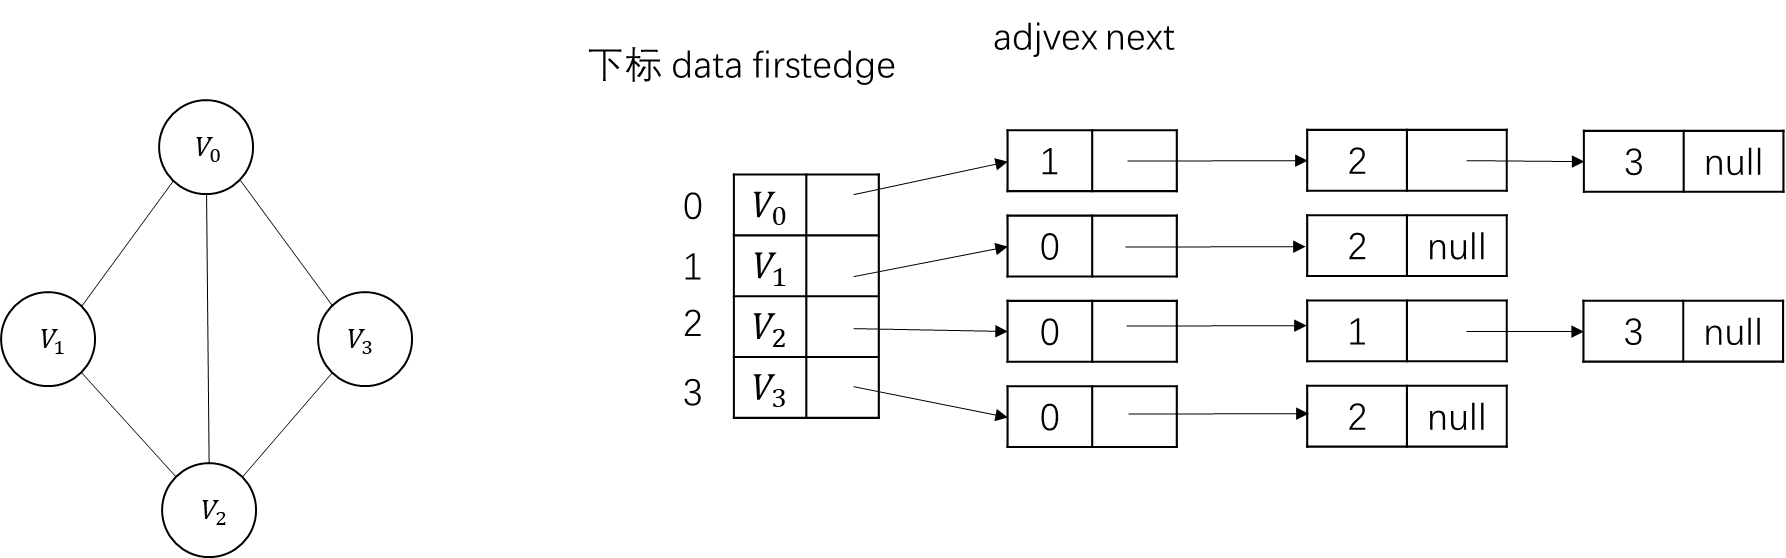 adjvex next
下标 data firstedge
V₀
V₁
V₃
V₂
0 V₀
1 V₁
2 V₂
3 V₃
1 2 3 null
0 2 null
0 1 3 null
0 2 null